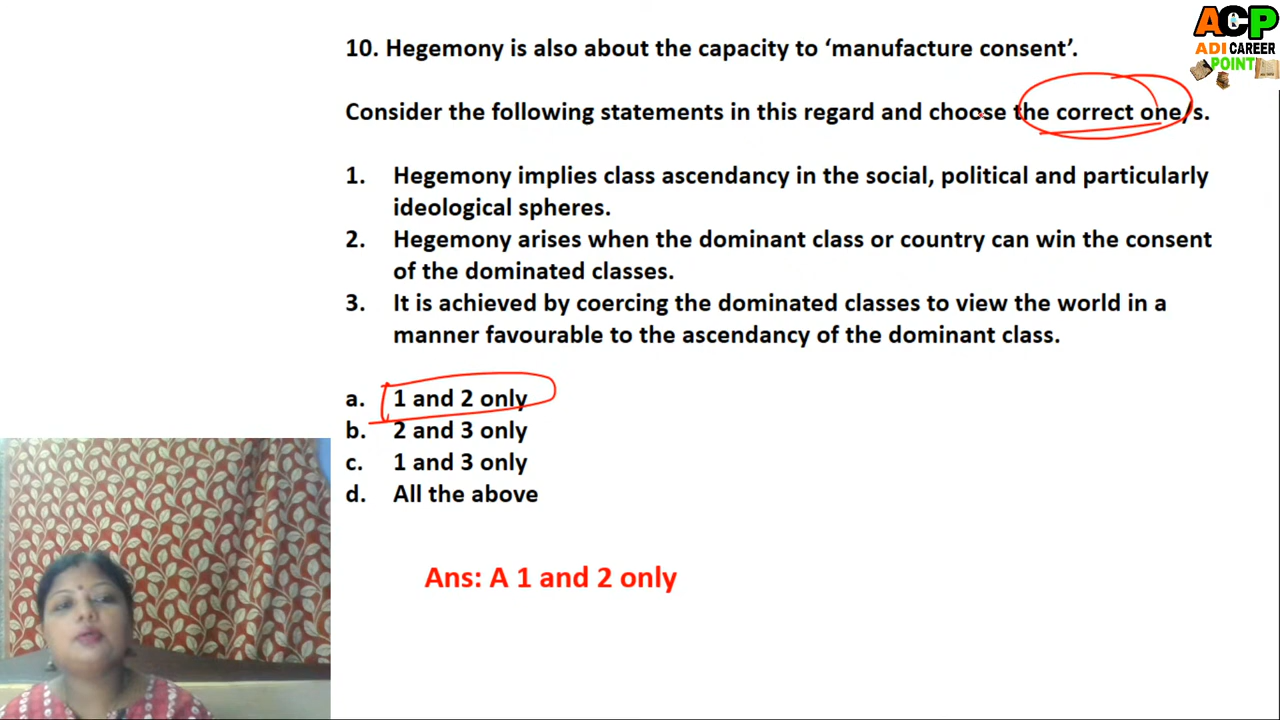 ACP
ADI CAREER
POINT
10. Hegemony is also about the capacity to ‘manufacture consent’.
Consider the following statements in this regard and choose the correct one/s.
1. Hegemony implies class ascendancy in the social, political and particularly
ideological spheres.
2. Hegemony arises when the dominant class or country can win the consent
of the dominated classes.
3. It is achieved by coercing the dominated classes to view the world in a
manner favourable to the ascendancy of the dominant class.
a. 1 and 2 only
b. 2 and 3 only
c. 1 and 3 only
d. All the above
Ans: A 1 and 2 only